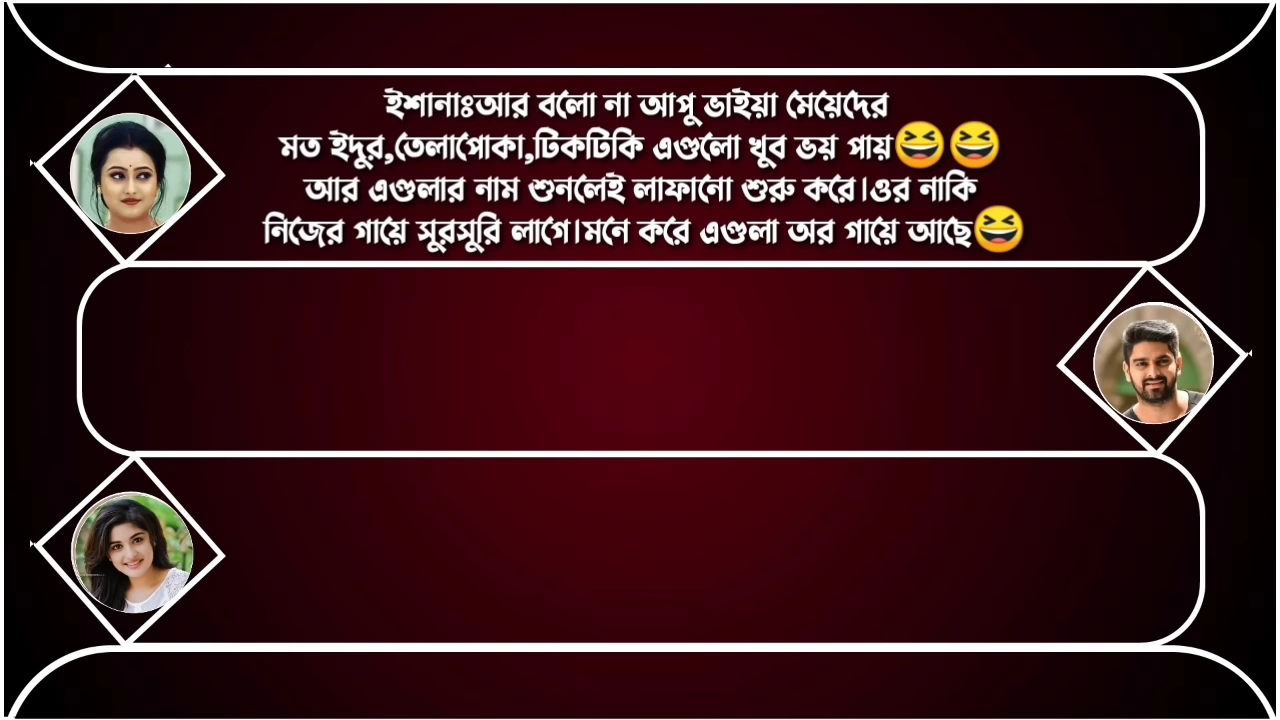 ইশানাঃআর বলো না আপু ভাইয়া মেয়েদের
মত ইদুর,তেলাপোকা,টিকটিকি এগুলো খুব ভয় পায়😆😆
আর এগুলার নাম শুনলেই লাফানো শুরু করে।ওর নাকি
নিজের গায়ে সুরসুরি লাগে।মনে করে এগুলা অর গায়ে আছে😆